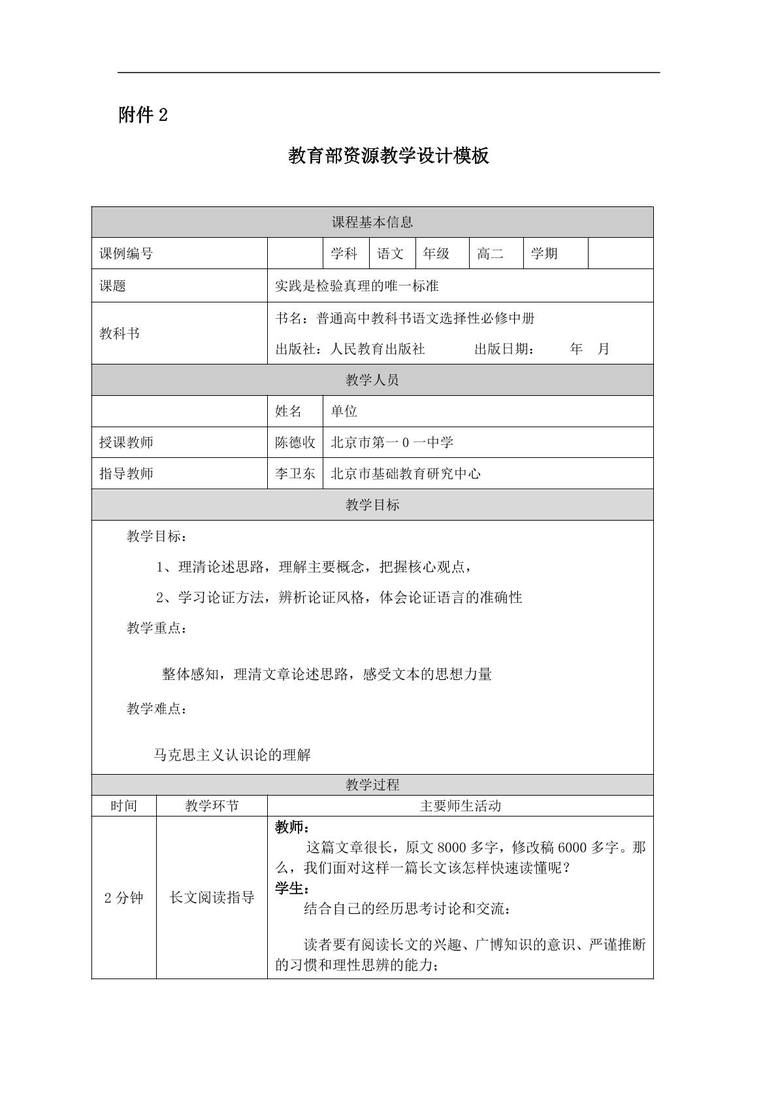 附件 2
教育部资源教学设计模板
课程基本信息
课例编号 学科 语文 年级 高二 学期
课题 实践是检验真理的唯一标准
教科书
书名：普通高中教科书语文选择性必修中册
出版社：人民教育出版社 出版日期： 年 月
教学人员
姓名 单位
授课教师 陈德收 北京市第一 0 一中学
指导教师 李卫东 北京市基础教育研究中心
教学目标
教学目标：
1、理清论述思路，理解主要概念，把握核心观点，
2、学习论证方法，辨析论证风格，体会论证语言的准确性
教学重点：
整体感知，理清文章论述思路，感受文本的思想力量
教学难点：
马克思主义认识论的理解
教学过程
时间 教学环节 主要师生活动
2 分钟 长文阅读指导
教师：
这篇文章很长，原文 8000 多字，修改稿 6000 多字。那
么，我们面对这样一篇长文该怎样快速读懂呢？
学生：
结合自己的经历思考讨论和交流：
读者要有阅读长文的兴趣、广博知识的意识、严谨推断
的习惯和理性思辨的能力；